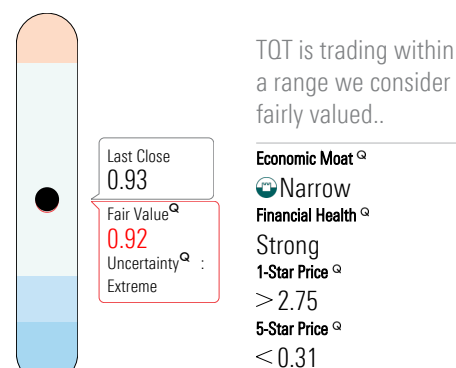 TQT is trading within
a range we consider
fairly valued..
Last Close
0.93
Fair Value Q
0.92
Uncertainty Q :
Extreme
Economic Moat Q
Narrow
Financial Health Q
Strong
1-Star Price Q
>2.75
5-Star Price Q
<0.31